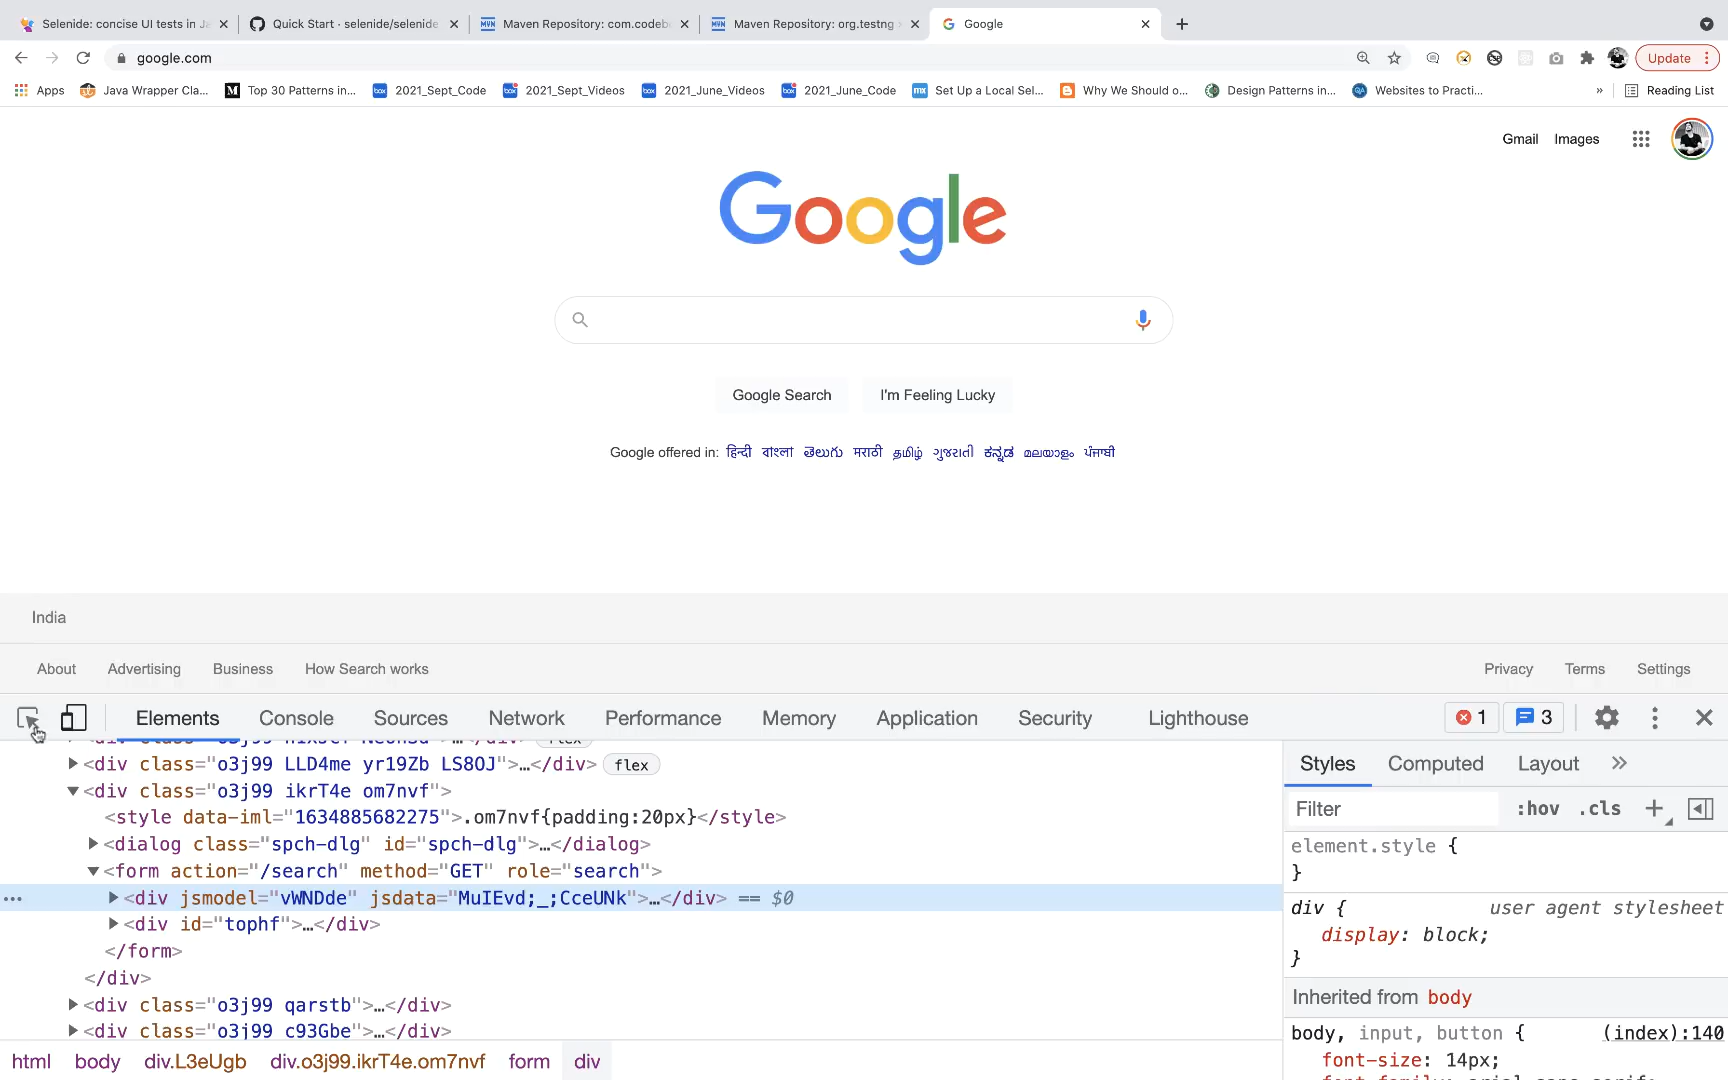 Selenide: concise UI tests in Ja
Quick Start · selenide/selenide
Maven Repository: com.codeb
Maven Repository: org.testng
Google
google.com
Update
Apps
Java Wrapper Cla...
Top 30 Patterns in...
2021_Sept_Code
2021_Sept_Videos
2021_June_Videos
2021_June_Code
Set Up a Local Sel...
Why We Should o...
Design Patterns in...
Websites to Practi...
»
Reading List
Gmail
Images
Google
Google Search
I'm Feeling Lucky
Google offered in: हिन्दी বাংলা తెలుగు मराठी தமிழ் ગુજરાતી ಕನ್ನಡ മലയാളം ਪੰਜਾਬੀ
India
About
Advertising
Business
How Search works
Privacy
Terms
Settings
Elements
Console
Sources
Network
Performance
Memory
Application
Security
Lighthouse
1
3
<div class="o3j99 LLD4me yr19Zb LS8OJ">…</div> flex
<div class="o3j99 ikrT4e om7nvf">
<style data-iml="1634885682275">.om7nvf{padding:20px}</style>
<dialog class="spch-dlg" id="spch-dlg">…</dialog>
<form action="/search" method="GET" role="search">
<div jsmodel="vWNDde" jsdata="MuIEvd;_;CceUNk">…</div> == $0
<div id="tophf">…</div>
</form>
</div>
<div class="o3j99 qarstb">…</div>
<div class="o3j99 c93Gbe">…</div>
html
body
div.L3eUgb
div.o3j99.ikrT4e.om7nvf
form
div
Styles
Computed
Layout
Filter
:hov
.cls
element.style {
}
div {
user agent stylesheet
display: block;
}
Inherited from body
body, input, button {
(index):140
font-size: 14px;